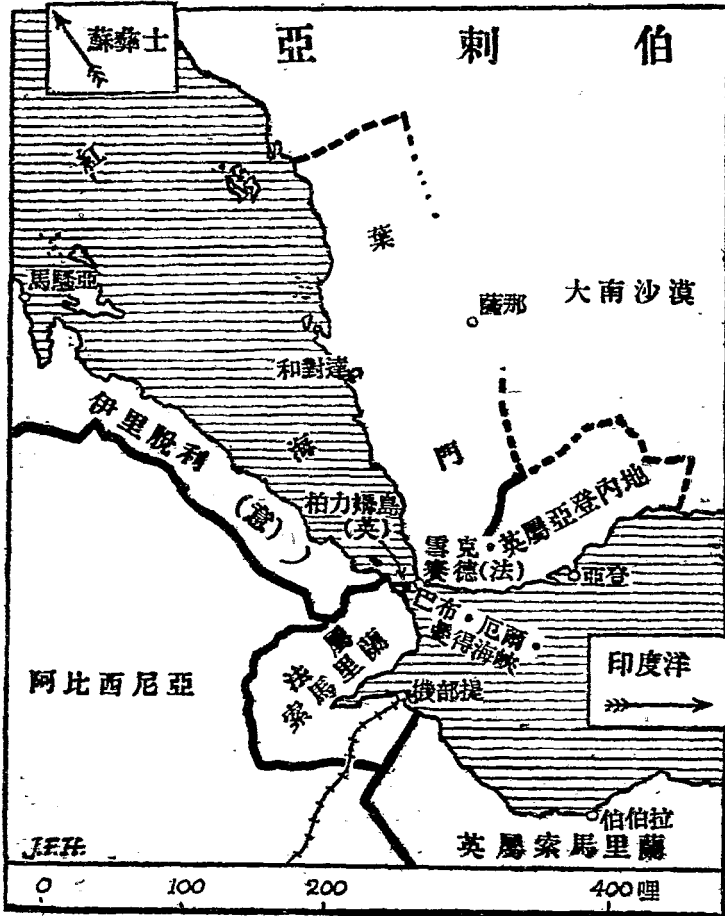 蘇彝士
亞剌伯
紅
海
葉
門
馬騷亞
薩那
大南沙漠
和對達
伊里脫利
(意)
柏力姆島
(英)
雪克·
賽德(法)
英屬亞登內地
亞登
巴布·厄爾·
曼得海峽
印度洋
法屬
索馬里蘭
阿比西尼亞
機部提
伯伯拉
英屬索馬里蘭
J.F.H.
0 100 200 400哩